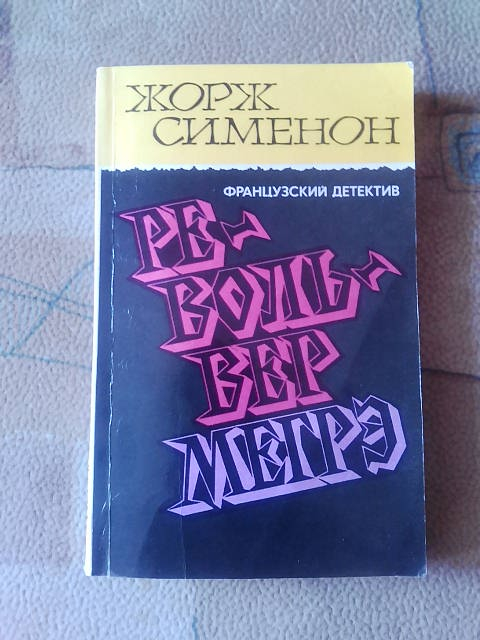 ЖОРЖ
СИМЕНОН
ФРАНЦУЗСКИЙ ДЕТЕКТИВ
РЕ-
ВОЛЬ-
ВЕР
МЕГРЭ